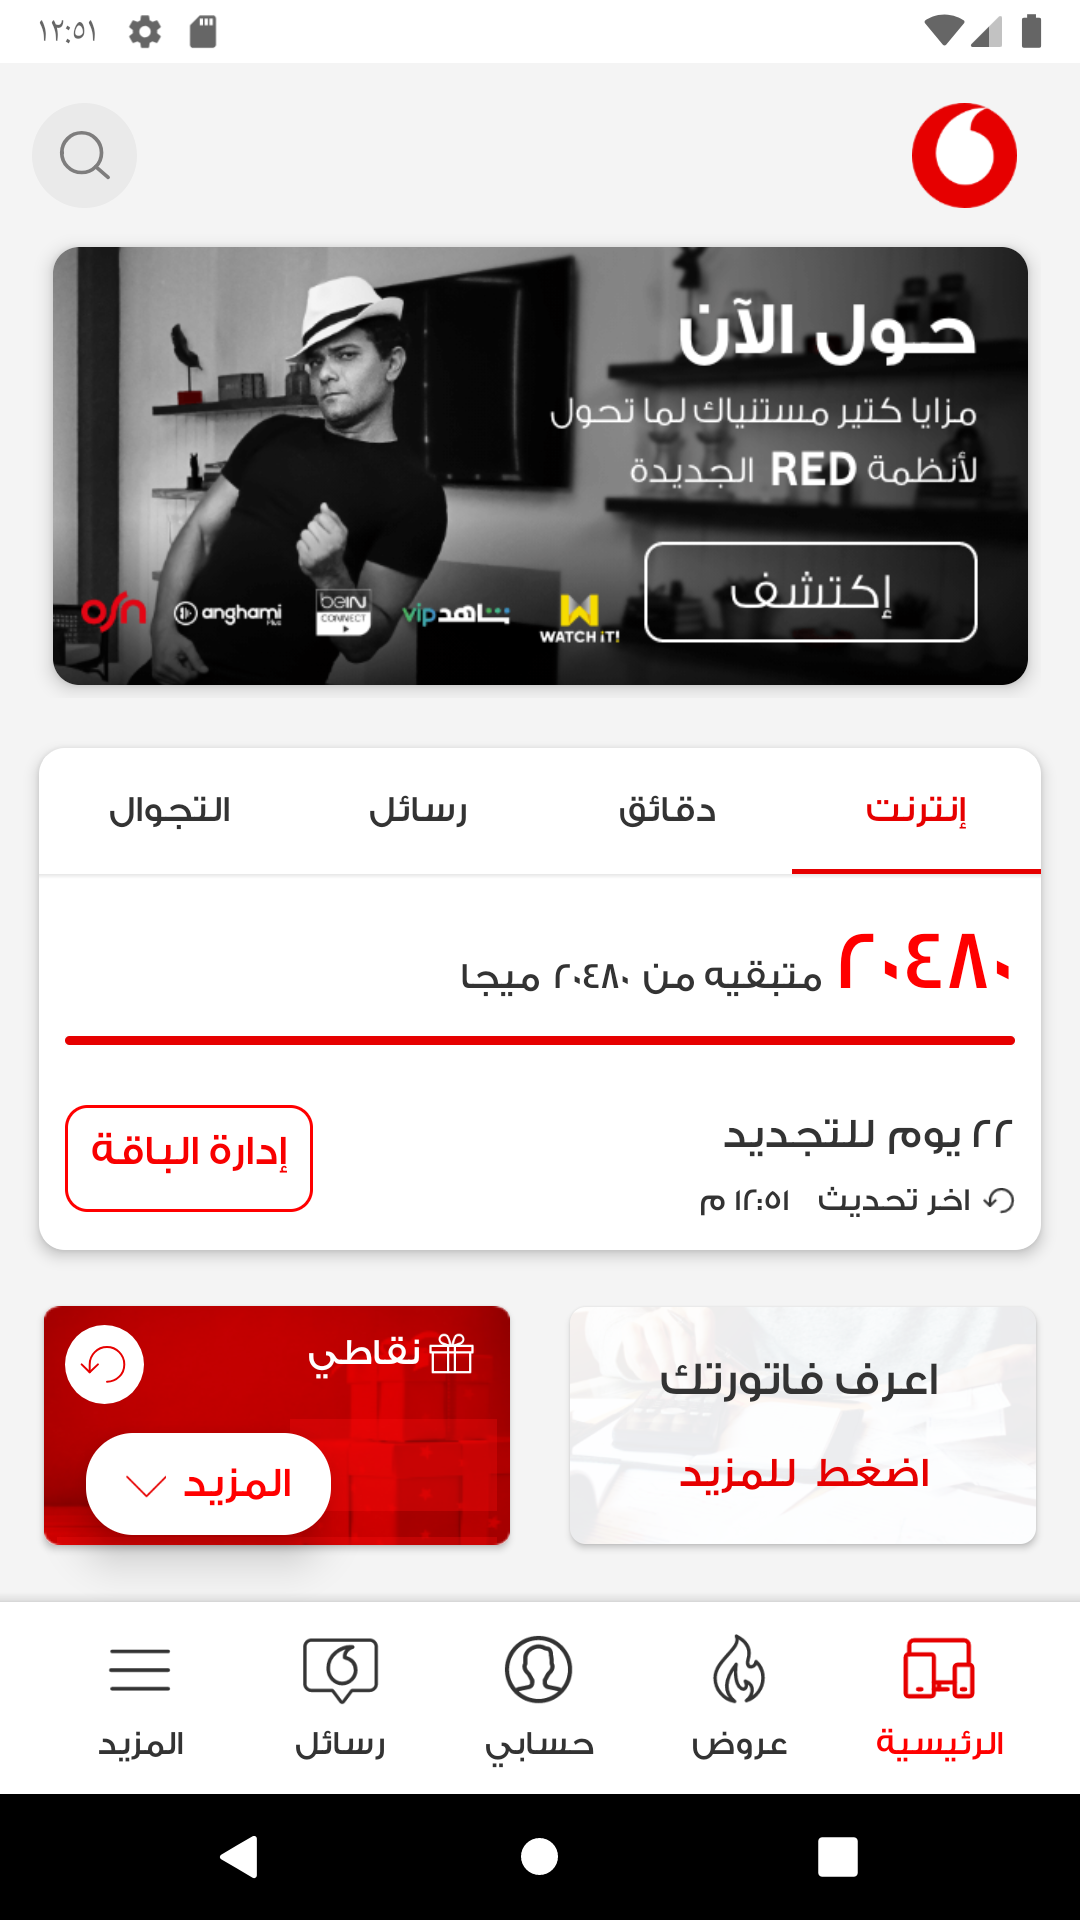 ١٢:٥١
حول الآن
مزايا كتير مستنياك لما تحول
لأنظمة RED الجديدة
إكتشف
osn
anghami
Plus
beIN
CONNECT
شاهد vip
WATCH iT!
إنترنت
دقائق
رسائل
التجوال
٢٠٤٨٠ متبقيه من ٢٠٤٨٠ ميجا
٢٢ يوم للتجديد
اخر تحديث ١٢:٥١ م
إدارة الباقة
اعرف فاتورتك
اضغط للمزيد
نقاطي
المزيد
الرئيسية
عروض
حسابي
رسائل
المزيد